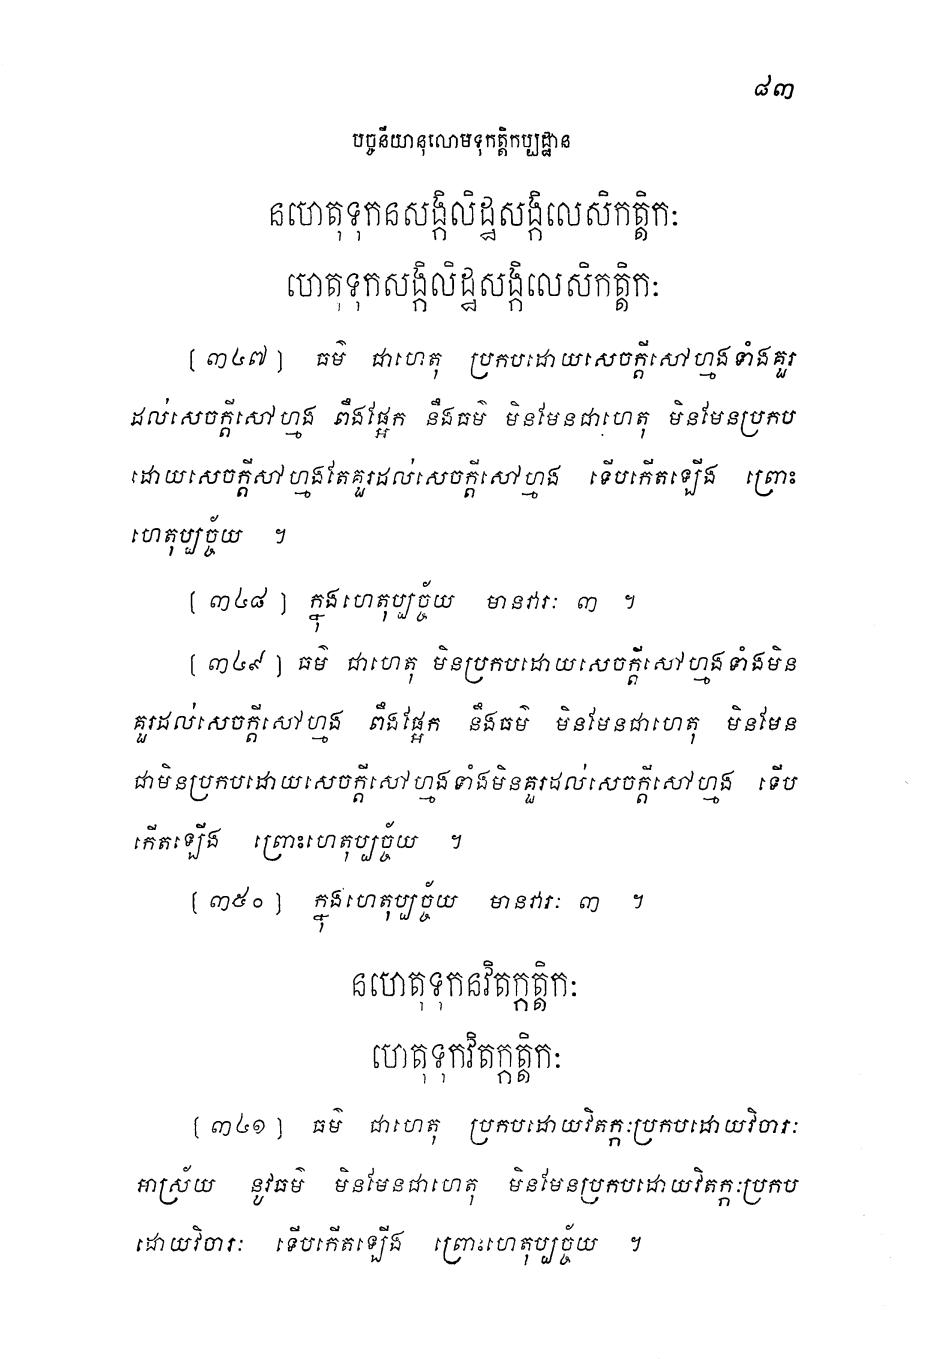 ៨៣
បច្ចនីយានុលោមទុកត្តិកប្បដ្ឋាន
នហេតុទុកនសង្កិលិដ្ឋសង្កិលេសិកត្តិកៈ
ហេតុទុកសង្កិលិដ្ឋសង្កិលេសិកត្តិកៈ
[ ៣៤៧ ] ធម៌ ជាហេតុ ប្រកបដោយសេចក្តីសៅហ្មងទាំងគួរ
ដល់សេចក្តីសៅហ្មង ពឹងផ្អែក នឹងធម៌ មិនមែនជាហេតុ មិនមែនប្រកប
ដោយសេចក្តីសៅហ្មងតែគួរដល់សេចក្តីសៅហ្មង ទើបកើតឡើង ព្រោះ
ហេតុប្បច្ច័យ ។
[ ៣៤៨ ] ក្នុងហេតុប្បច្ច័យ មានវារៈ ៣ ។
[ ៣៤៩ ] ធម៌ ជាហេតុ មិនប្រកបដោយសេចក្តីសៅហ្មងទាំងមិន
គួរដល់សេចក្តីសៅហ្មង ពឹងផ្អែក នឹងធម៌ មិនមែនជាហេតុ មិនមែន
ជាមិនប្រកបដោយសេចក្តីសៅហ្មងទាំងមិនគួរដល់សេចក្តីសៅហ្មង ទើប
កើតឡើង ព្រោះហេតុប្បច្ច័យ ។
[ ៣៥០ ] ក្នុងហេតុប្បច្ច័យ មានវារៈ ៣ ។
នហេតុទុកនវិតក្កត្តិកៈ
ហេតុទុកវិតក្កត្តិកៈ
[ ៣៤១ ] ធម៌ ជាហេតុ ប្រកបដោយវិតក្កៈប្រកបដោយវិចារៈ
អាស្រ័យ នូវធម៌ មិនមែនជាហេតុ មិនមែនប្រកបដោយវិតក្កៈប្រកប
ដោយវិចារៈ ទើបកើតឡើង ព្រោះហេតុប្បច្ច័យ ។